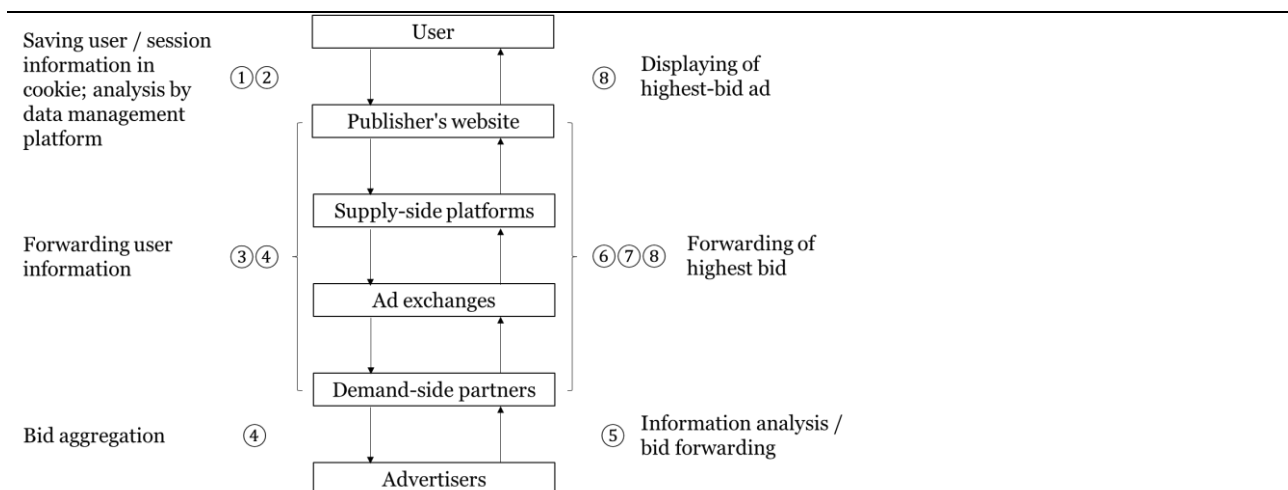 User
Saving user / session
information in
cookie; analysis by
data management
platform
①②
⑧
Displaying of
highest-bid ad
Publisher's website
Supply-side platforms
Forwarding user
information
③④
⑥⑦⑧
Forwarding of
highest bid
Ad exchanges
Demand-side partners
Bid aggregation
④
⑤
Information analysis /
bid forwarding
Advertisers